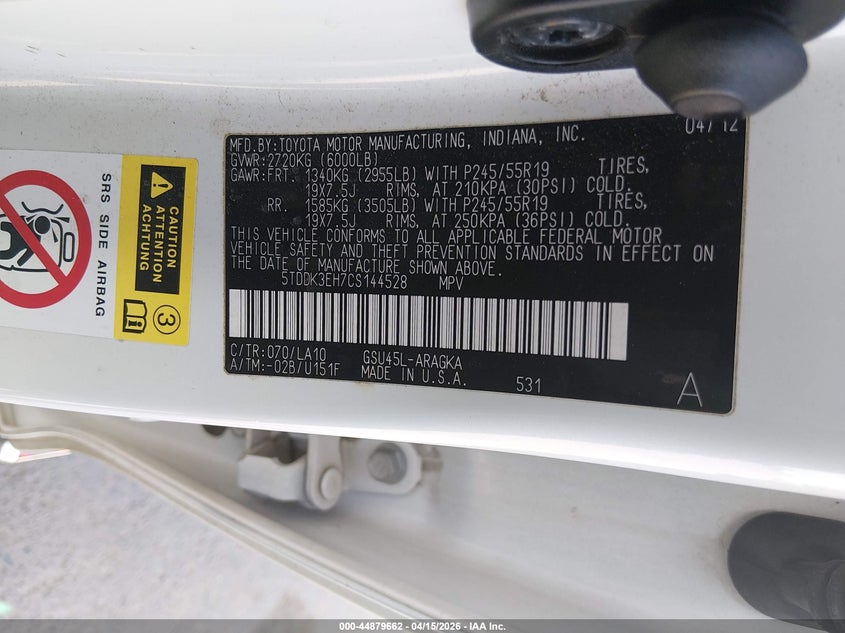 MFD.BY:TOYOTA MOTOR MANUFACTURING, INDIANA, INC. 04/12
GVWR:2720KG (6000LB)
GAWR:FRT. 1340KG (2955LB) WITH P245/55R19 TIRES,
19X7.5J RIMS, AT 210KPA (30PSI) COLD.
RR. 1585KG (3505LB) WITH P245/55R19 TIRES,
19X7.5J RIMS, AT 250KPA (36PSI) COLD.
THIS VEHICLE CONFORMS TO ALL APPLICABLE FEDERAL MOTOR
VEHICLE SAFETY AND THEFT PREVENTION STANDARDS IN EFFECT ON
THE DATE OF MANUFACTURE SHOWN ABOVE.
5TDDK3EH7CS144528 MPV
C/TR:070/LA10 GSU45L-ARAGKA
A/TM:-02B/U151F MADE IN U.S.A. 531
A
SRS SIDE AIRBAG
CAUTION
ATTENTION
ACHTUNG
3
000-44879662 - 04/15/2026 - IAA Inc.